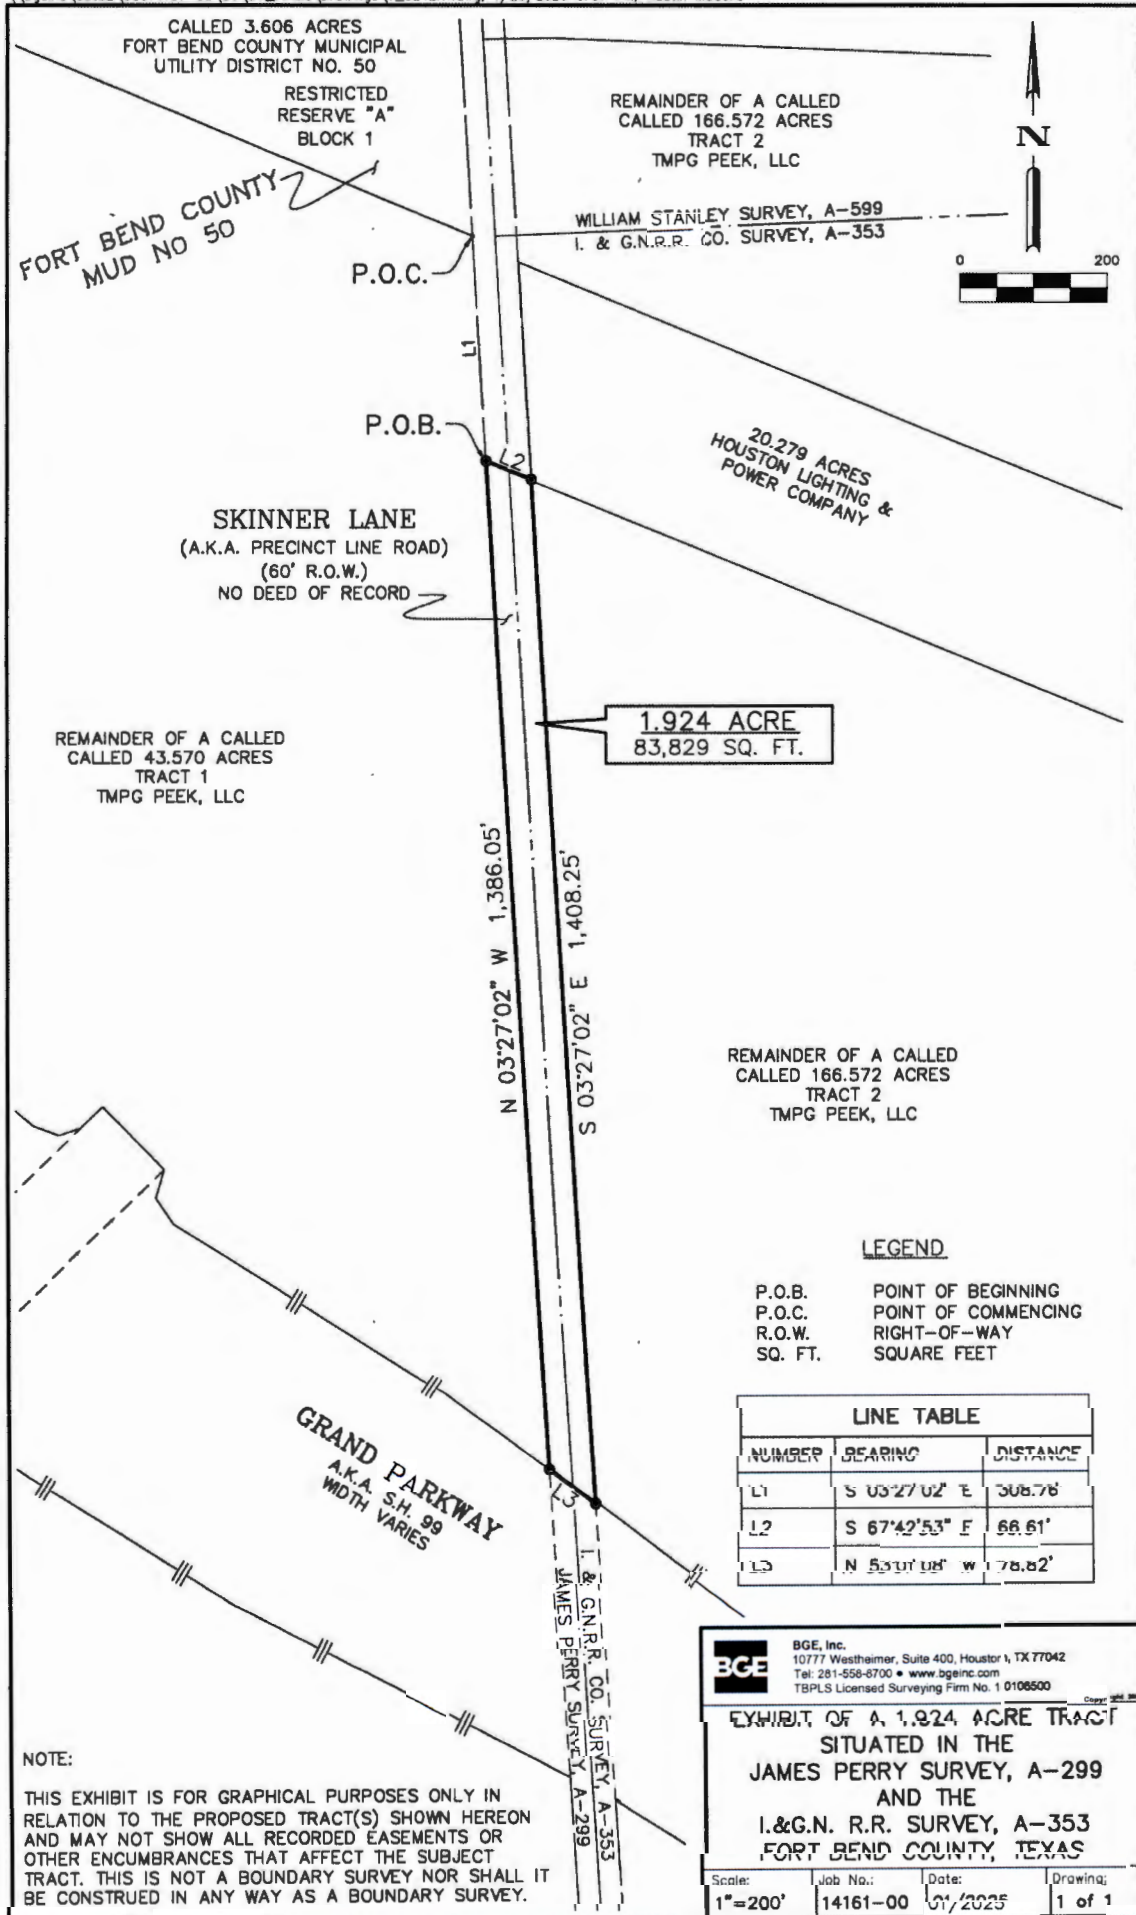 CALLED 3.606 ACRES
FORT BEND COUNTY MUNICIPAL
UTILITY DISTRICT NO. 50
RESTRICTED
RESERVE "A"
BLOCK 1
FORT BEND COUNTY
MUD NO 50
REMAINDER OF A CALLED
CALLED 166.572 ACRES
TRACT 2
TMPG PEEK, LLC
N
WILLIAM STANLEY SURVEY, A-599
I. & G.N.R.R. CO. SURVEY, A-353
0 200
P.O.C.
L1
P.O.B.
L2
20.279 ACRES
HOUSTON LIGHTING &
POWER COMPANY
SKINNER LANE
(A.K.A. PRECINCT LINE ROAD)
(60' R.O.W.)
NO DEED OF RECORD
1.924 ACRE
83,829 SQ. FT.
REMAINDER OF A CALLED
CALLED 43.570 ACRES
TRACT 1
TMPG PEEK, LLC
N 03°27'02" W 1,386.05'
S 03°27'02" E 1,408.25'
REMAINDER OF A CALLED
CALLED 166.572 ACRES
TRACT 2
TMPG PEEK, LLC
LEGEND
P.O.B. POINT OF BEGINNING
P.O.C. POINT OF COMMENCING
R.O.W. RIGHT-OF-WAY
SQ. FT. SQUARE FEET
GRAND PARKWAY
A.K.A. S.H. 99
WIDTH VARIES
L3
LINE TABLE
NUMBER BEARING DISTANCE
L1 S 03°27'02" E 308.76'
L2 S 67°42'53" E 66.61'
L3 N 53°01'08" W 78.82'
JAMES PERRY SURVEY, A-299
I. & G.N.R.R. CO. SURVEY, A-353
BGE
BGE, Inc.
10777 Westheimer, Suite 400, Houston, TX 77042
Tel: 281-558-8700 • www.bgeinc.com
TBPLS Licensed Surveying Firm No. 10106500
EXHIBIT OF A 1.924 ACRE TRACT
SITUATED IN THE
JAMES PERRY SURVEY, A-299
AND THE
I.&G.N. R.R. SURVEY, A-353
FORT BEND COUNTY, TEXAS
Scale: Job No.: Date: Drawing:
1"=200' 14161-00 01/2025 1 of 1
NOTE:
THIS EXHIBIT IS FOR GRAPHICAL PURPOSES ONLY IN
RELATION TO THE PROPOSED TRACT(S) SHOWN HEREON
AND MAY NOT SHOW ALL RECORDED EASEMENTS OR
OTHER ENCUMBRANCES THAT AFFECT THE SUBJECT
TRACT. THIS IS NOT A BOUNDARY SURVEY NOR SHALL IT
BE CONSTRUED IN ANY WAY AS A BOUNDARY SURVEY.